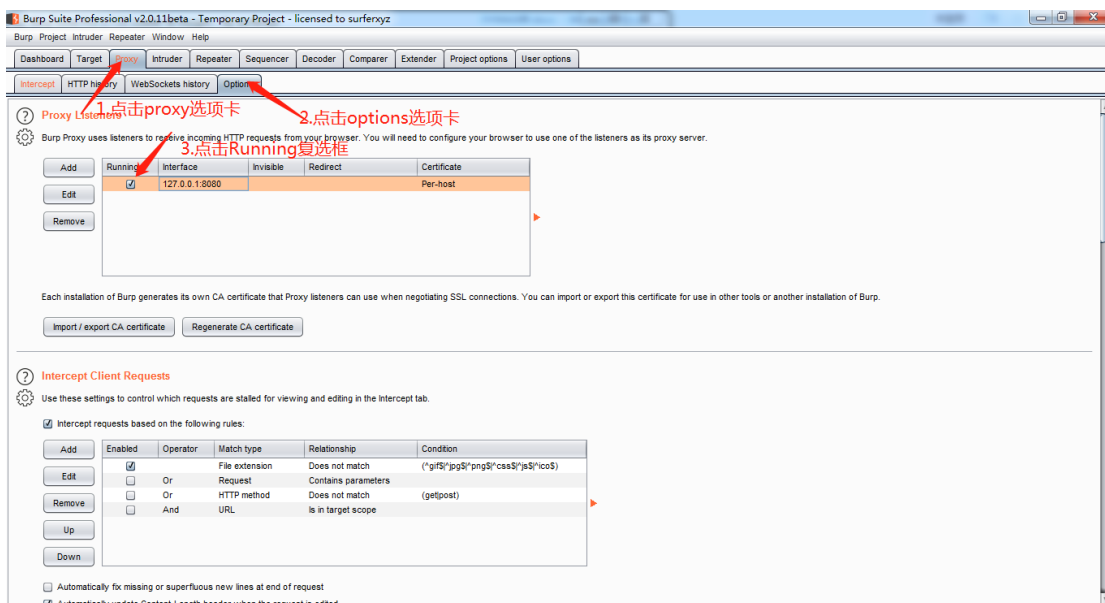 Burp Suite Professional v2.0.11beta - Temporary Project - licensed to surferxyz
Burp Project Intruder Repeater Window Help
Dashboard Target Proxy Intruder Repeater Sequencer Decoder Comparer Extender Project options User options
Intercept HTTP history WebSockets history Options
1.点击proxy选项卡
2.点击options选项卡
Proxy Listeners
Burp Proxy uses listeners to receive incoming HTTP requests from your browser. You will need to configure your browser to use one of the listeners as its proxy server.
3.点击Running复选框
Add Running Interface Invisible Redirect Certificate
127.0.0.1:8080 Per-host
Edit
Remove
Each installation of Burp generates its own CA certificate that Proxy listeners can use when negotiating SSL connections. You can import or export this certificate for use in other tools or another installation of Burp.
Import / export CA certificate Regenerate CA certificate
Intercept Client Requests
Use these settings to control which requests are stalled for viewing and editing in the Intercept tab.
Intercept requests based on the following rules:
Add Enabled Operator Match type Relationship Condition
File extension Does not match (^gif$|^jpg$|^png$|^css$|^js$|^ico$)
Edit Or Request Contains parameters
Or HTTP method Does not match (get|post)
Remove And URL Is in target scope
Up
Down
Automatically fix missing or superfluous new lines at end of request
Automatically update Content-Length header when the request is edited